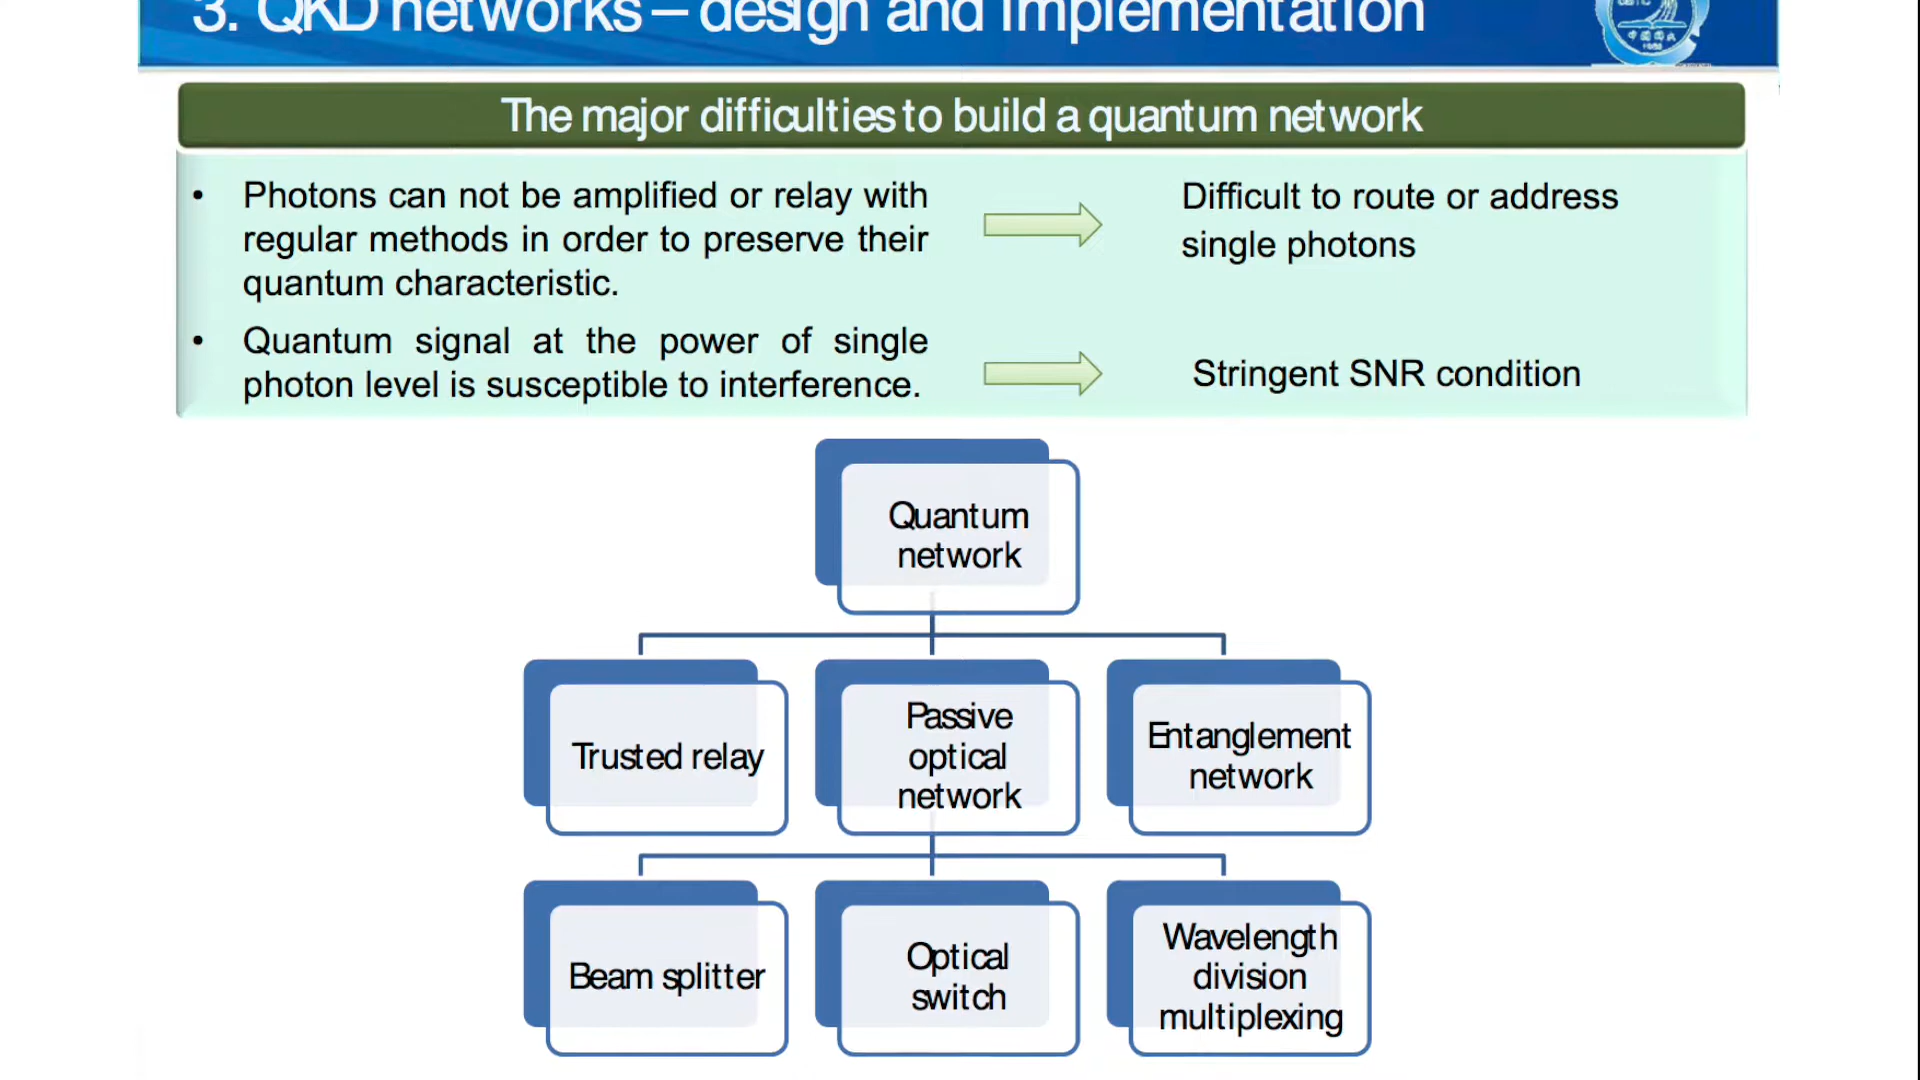 3. QKD networks – design and implementation
The major difficulties to build a quantum network
• Photons can not be amplified or relay with
regular methods in order to preserve their
quantum characteristic.
Difficult to route or address
single photons
• Quantum signal at the power of single
photon level is susceptible to interference.
Stringent SNR condition
Quantum
network
Trusted relay
Passive
optical
network
Entanglement
network
Beam splitter
Optical
switch
Wavelength
division
multiplexing